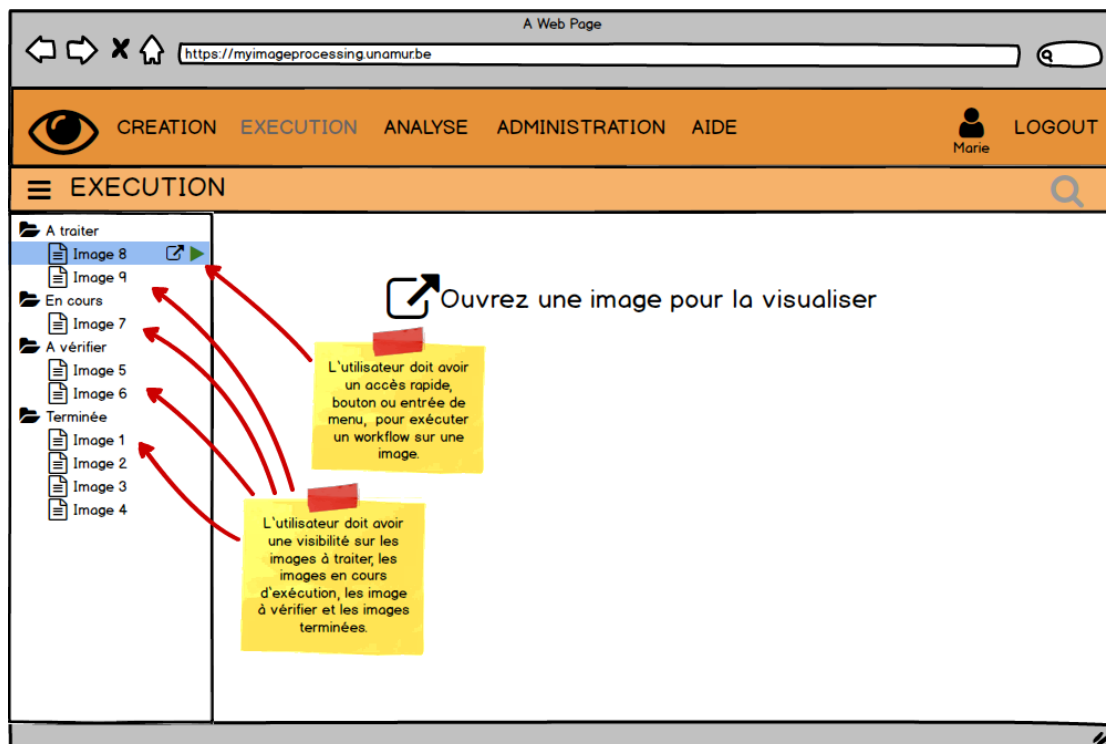 A Web Page
https://myimageprocessing.unamur.be
CREATION EXECUTION ANALYSE ADMINISTRATION AIDE
Marie
LOGOUT
EXECUTION
A traiter
Image 8
Image 9
En cours
Image 7
A vérifier
Image 5
Image 6
Terminée
Image 1
Image 2
Image 3
Image 4
Ouvrez une image pour la visualiser
L'utilisateur doit avoir
un accès rapide,
bouton ou entrée de
menu, pour exécuter
un workflow sur une
image.
L'utilisateur doit avoir
une visibilité sur les
images à traiter, les
images en cours
d'exécution, les image
à vérifier et les images
terminées.